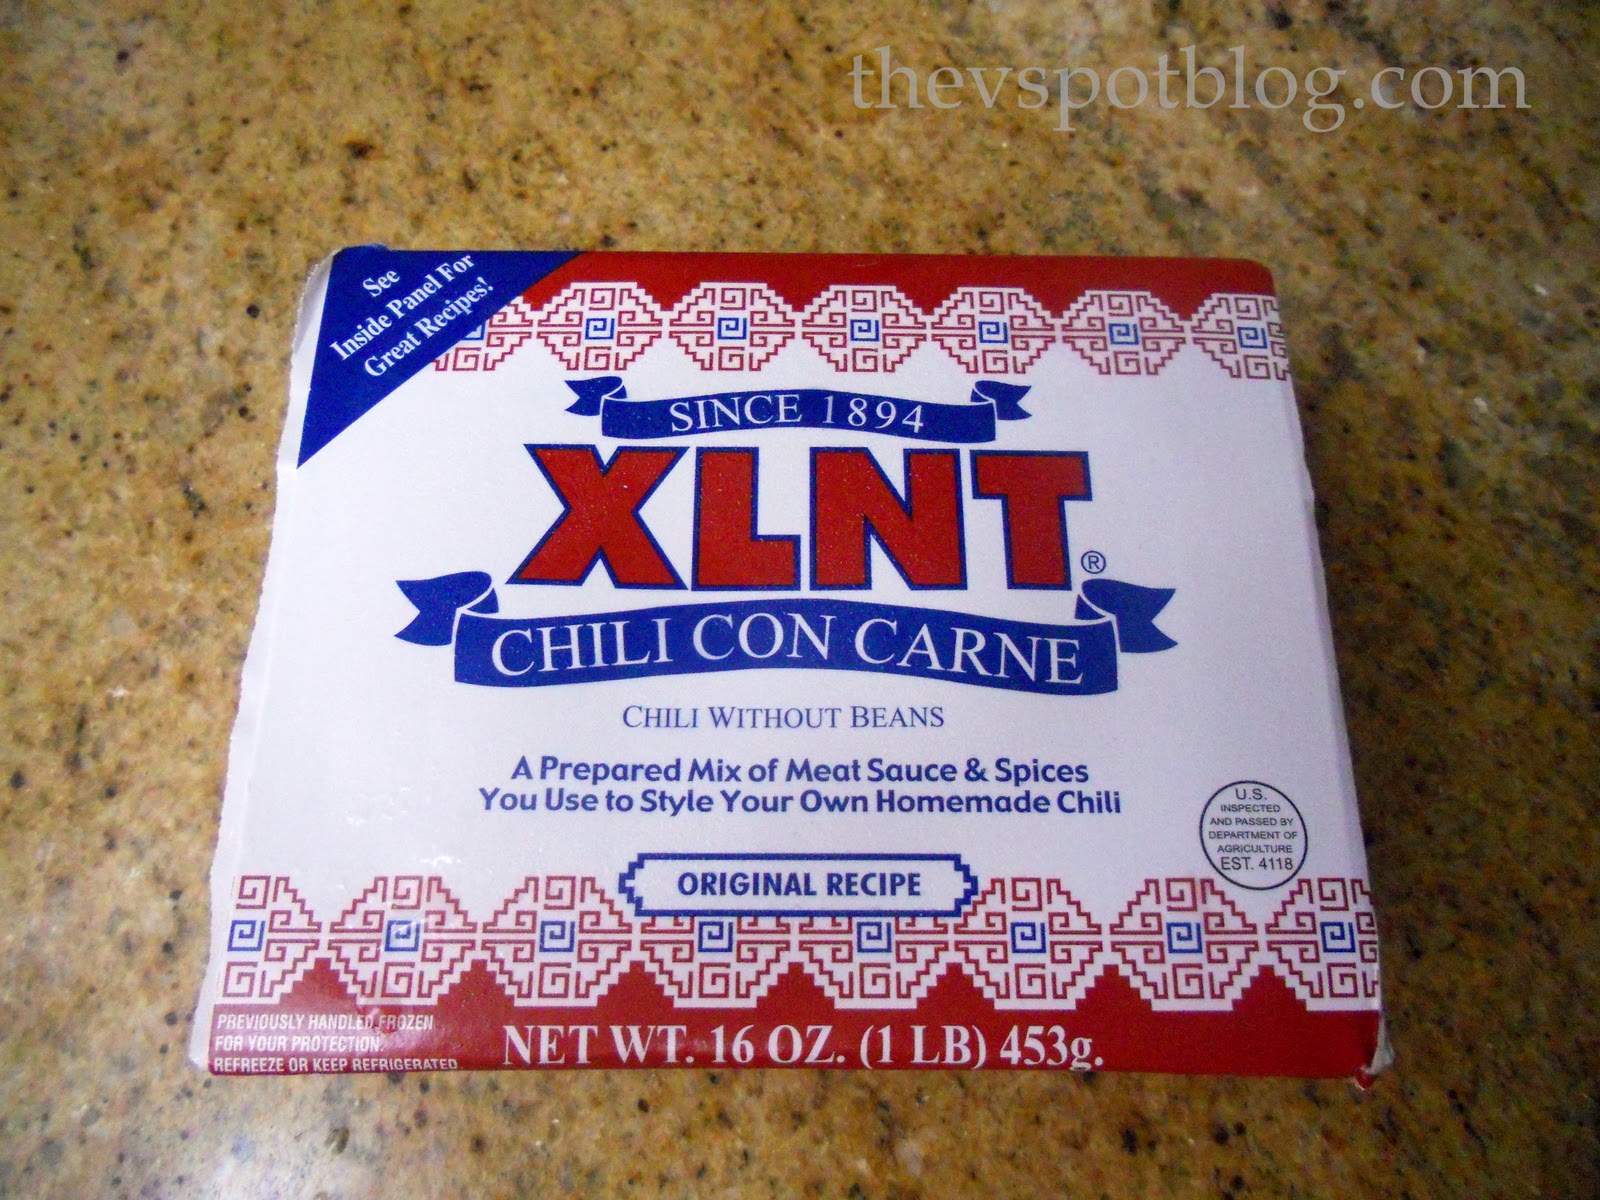 thevspotblog.com
See
Inside Panel For
Great Recipes!
SINCE 1894
XLNT®
CHILI CON CARNE
CHILI WITHOUT BEANS
A Prepared Mix of Meat Sauce & Spices
You Use to Style Your Own Homemade Chili
U.S.
INSPECTED
AND PASSED BY
DEPARTMENT OF
AGRICULTURE
EST. 4118
ORIGINAL RECIPE
PREVIOUSLY HANDLED FROZEN
FOR YOUR PROTECTION.
REFREEZE OR KEEP REFRIGERATED.
NET WT. 16 OZ. (1 LB) 453g.